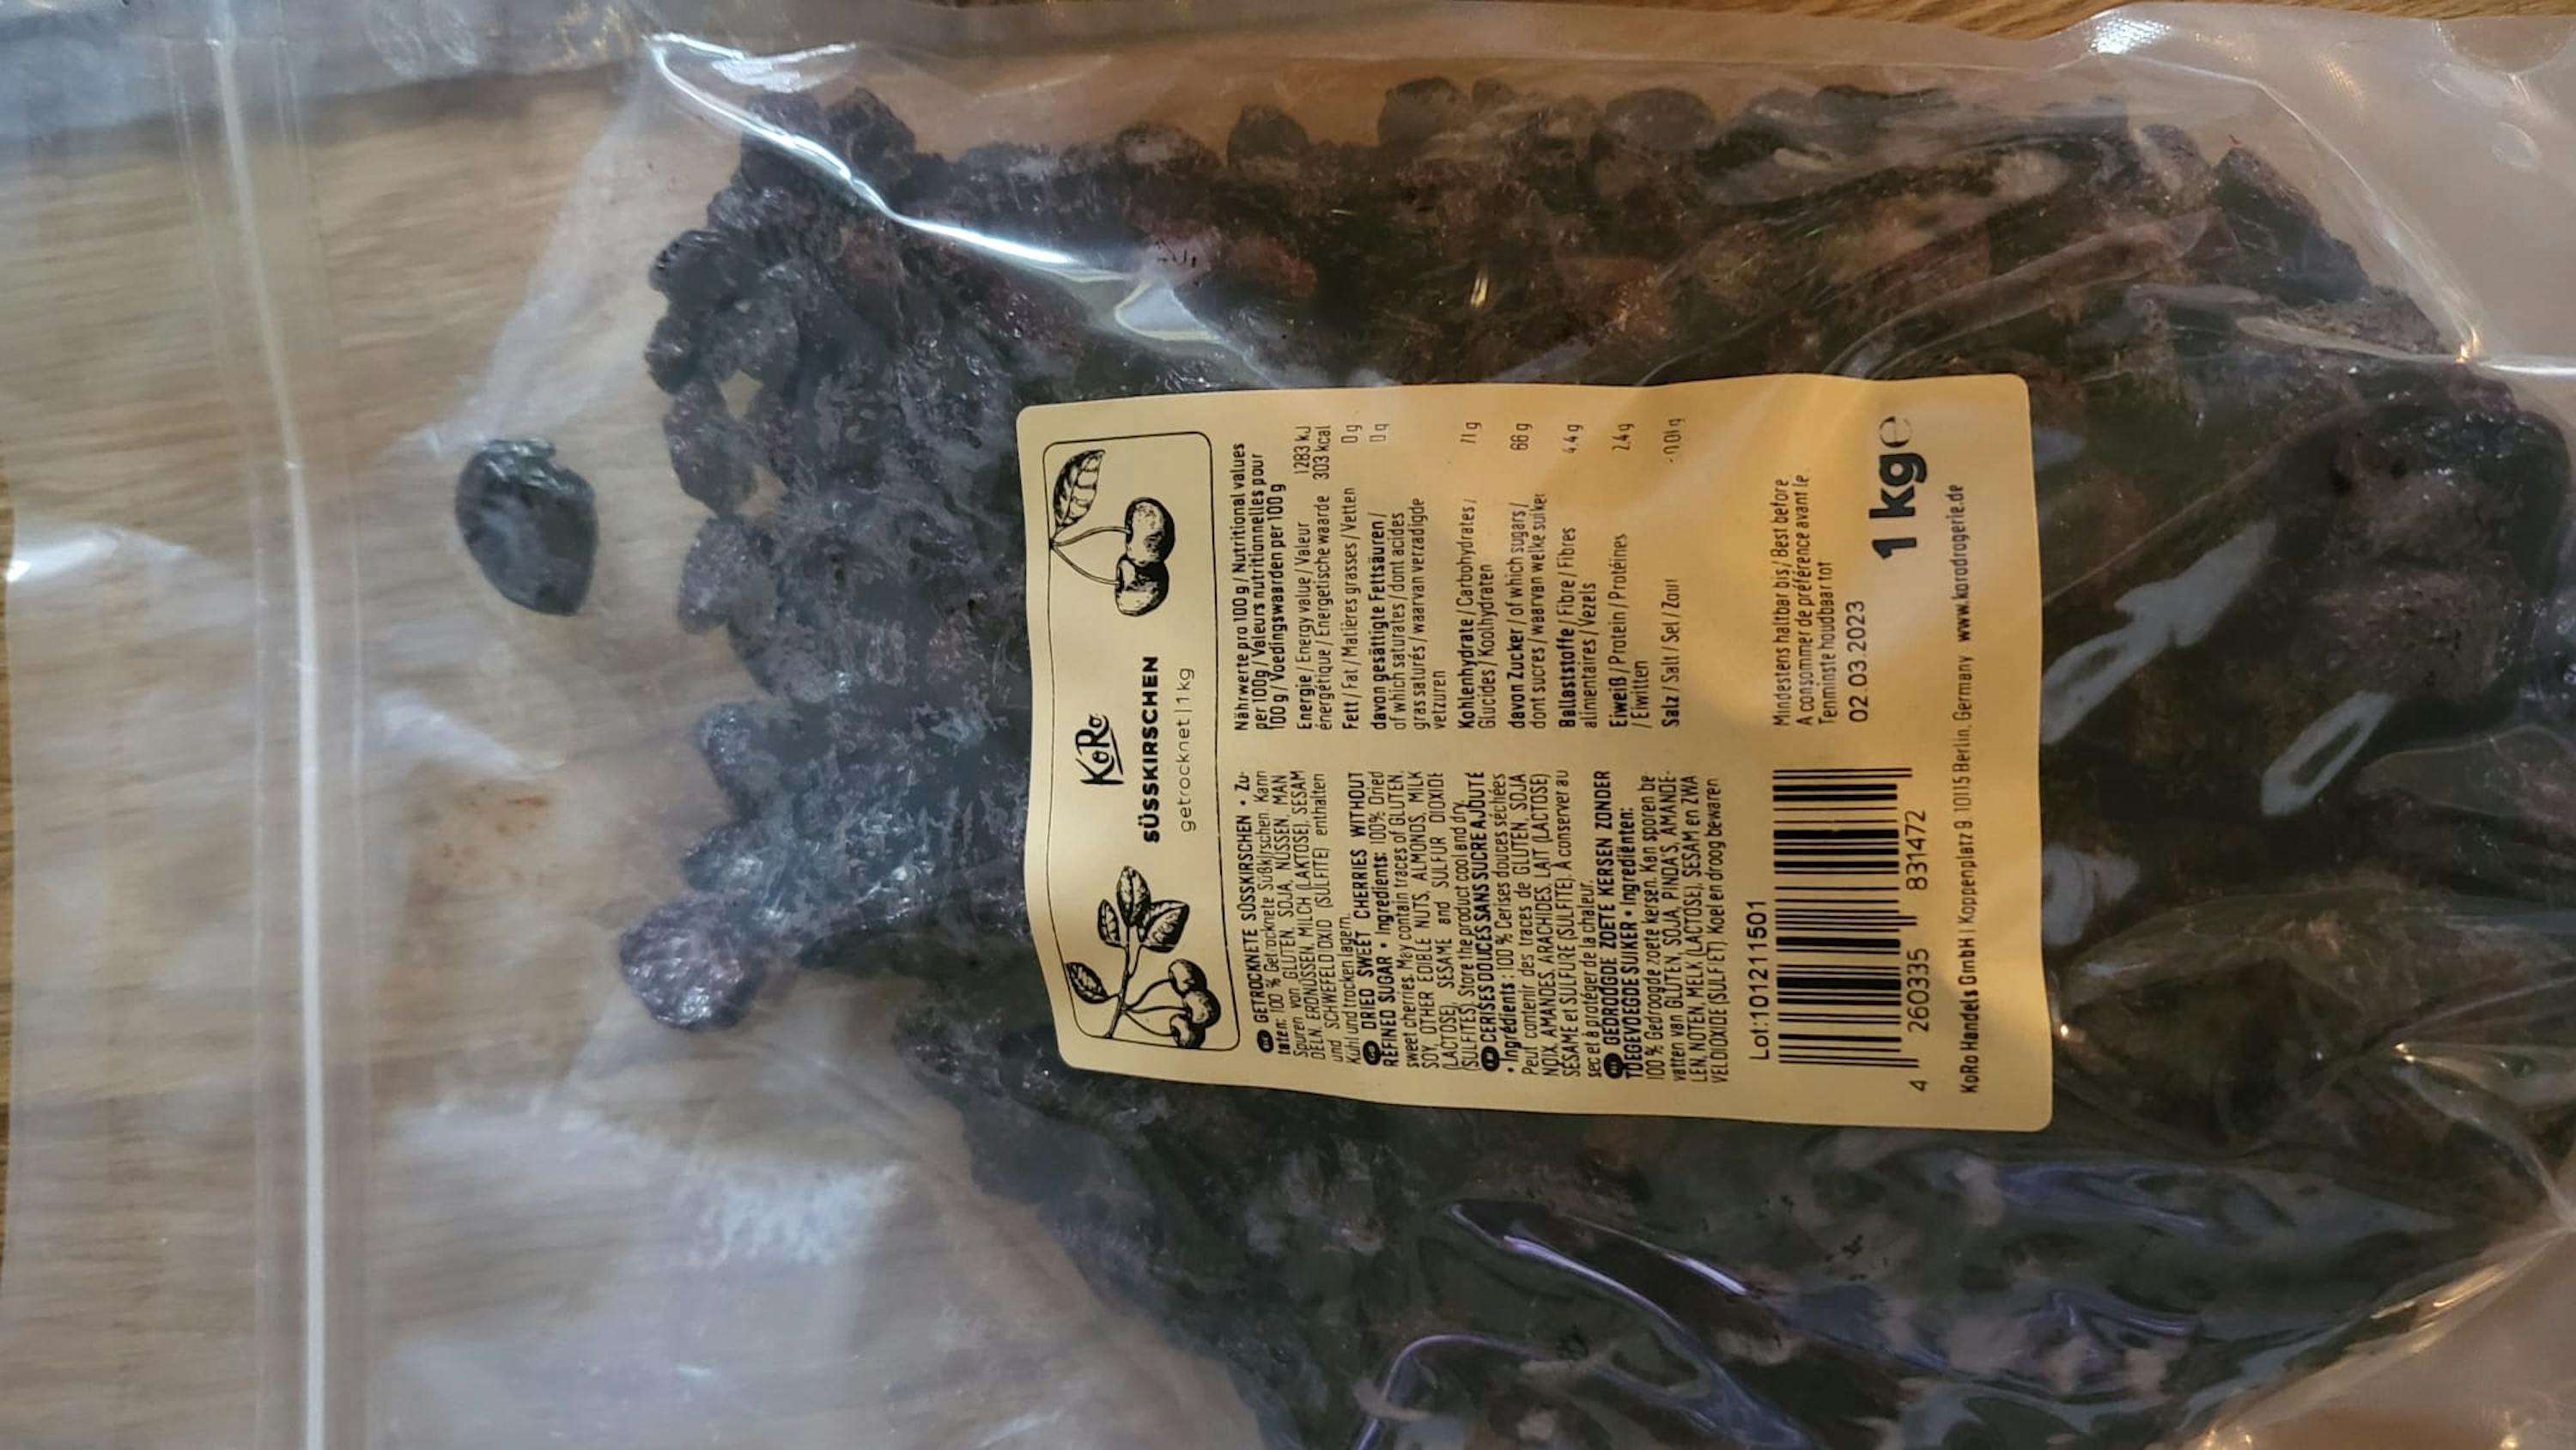 KoRo
SÜSSKIRSCHEN
getrocknet | 1 kg
DE GETROCKNETE SÜSSKIRSCHEN • Zu-
taten: 100 % Getrocknete Süßkirschen. Kann
Spuren von GLUTEN, SOJA, NÜSSEN, MAN
DELN, ERDNÜSSEN, MILCH (LAKTOSE), SESAM
und SCHWEFELDIOXID (SULFITE) enthalten
Kühl und trocken lagern.
DRIED SWEET CHERRIES WITHOUT
REFINED SUGAR • Ingredients: 100% Dried
sweet cherries. May contain traces of GLUTEN,
SOY, OTHER EDIBLE NUTS, ALMONDS, MILK
(LACTOSE), SESAME and SULFUR DIOXIDE
(SULFITES). Store the product cool and dry.
CERISES DOUCES SANS SUCRE AJOUTÉ
• Ingrédients : 100 % Cerises douces séchées
Peut contenir des traces de GLUTEN, SOJA
NOIX, AMANDES, ARACHIDES, LAIT (LACTOSE)
SÉSAME et SULFURE (SULFITE). À conserver au
sec et à protéger de la chaleur.
GEDROOGDE ZOETE KERSEN ZONDER
TOEGEVOEGDE SUIKER • Ingrediënten:
100 % Gedroogde zoete kersen. Kan sporen be
vatten van GLUTEN, SOJA, PINDA'S, AMANDE-
LEN, NOTEN, MELK (LACTOSE), SESAM en ZWA
VELDIOXIDE (SULFIET). Koel en droog bewaren
Nährwerte pro 100 g / Nutritional values
per 100g / Valeurs nutritionnelles pour
100 g / Voedingswaarden per 100 g
Energie / Energy value / Valeur 1283 kJ
énergétique / Energetische waarde 303 kcal
Fett / Fat / Matières grasses / Vetten 0 g
davon gesättigte Fettsäuren / 0 g
of which saturates / dont acides
gras saturés / waarvan verzadigde
vetzuren
Kohlenhydrate / Carbohydrates / 71 g
Glucides / Koolhydraten
davon Zucker / of which sugars / 66 g
dont sucres / waarvan welke suiker
Ballaststoffe / Fibre / Fibres 4,4 g
alimentaires / Vezels
Eiweiß / Protein / Protéines 2,4 g
/ Eiwitten
Salz / Salt / Sel / Zout 0,01 g
Lot:101211501
4 260335 831472
Mindestens haltbar bis / Best before
A consommer de préférence avant le
Tenminste houdbaar tot
02.03.2023
1 kg e
KoRo Handels GmbH | Koppenplatz 9, 10115 Berlin, Germany www.korodrogerie.de